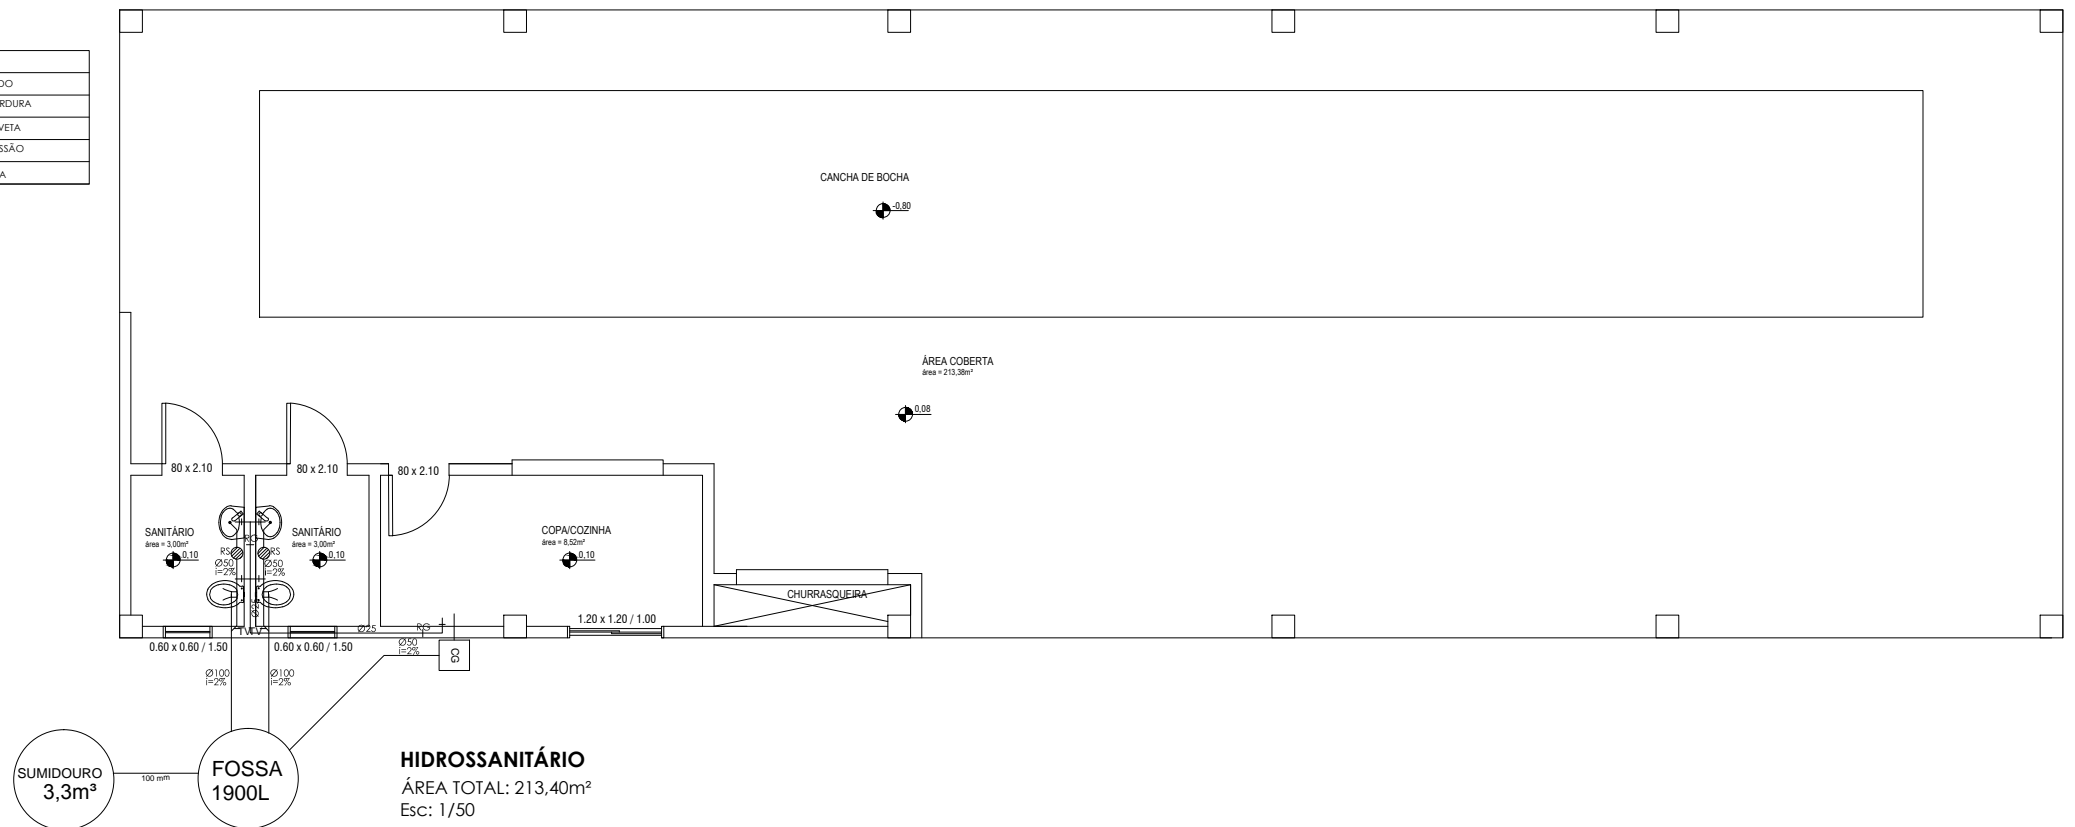 DO
RDURA
VETA
SSÃO
A
CANCHA DE BOCHA
-0,80
ÁREA COBERTA
área = 213,38m²
0,08
80 x 2.10
80 x 2.10
80 x 2.10
SANITÁRIO
área = 3,00m²
0,10
SANITÁRIO
área = 3,00m²
0,10
COPA/COZINHA
área = 8,52m²
0,10
RG
RS
RS
Ø50
i=2%
Ø50
i=2%
Ø25
CHURRASQUEIRA
TV
TV
Ø25
RG
1.20 x 1.20 / 1.00
0.60 x 0.60 / 1.50
0.60 x 0.60 / 1.50
Ø50
i=2%
CG
Ø100
i=2%
Ø100
i=2%
SUMIDOURO
3,3m³
100 mm
FOSSA
1900L
HIDROSSANITÁRIO
ÁREA TOTAL: 213,40m²
Esc: 1/50